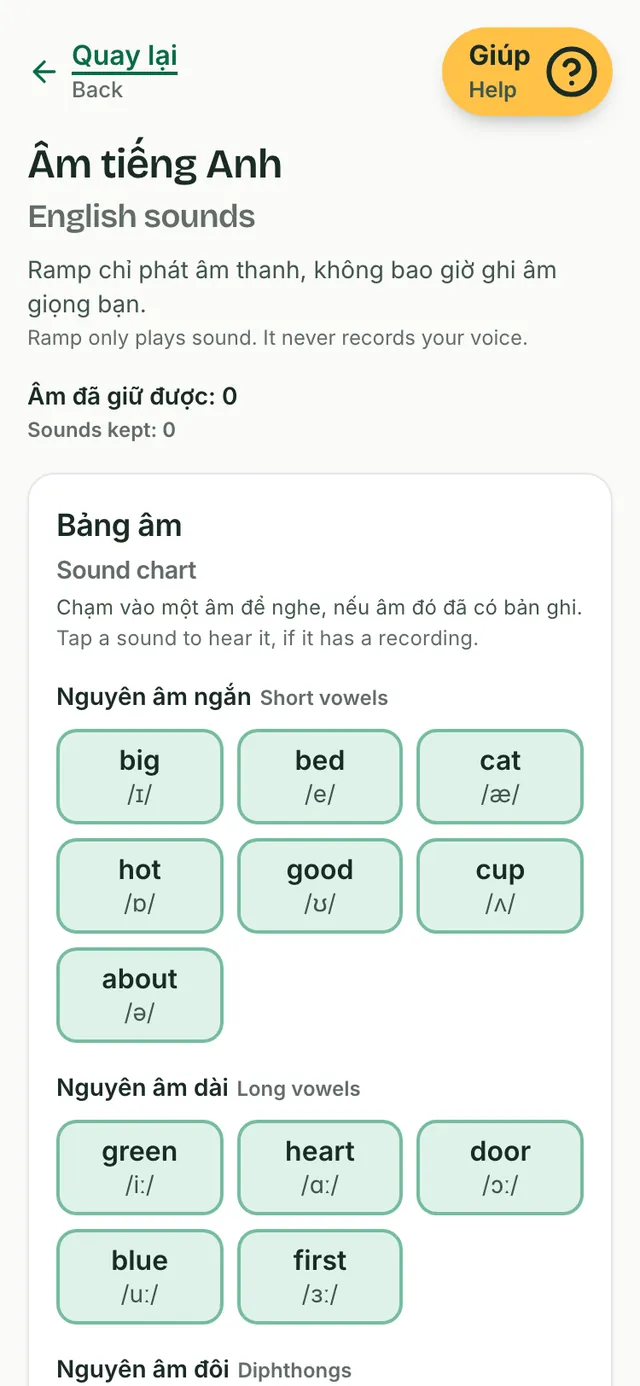 Quay lại
Back
Giúp
Help
Âm tiếng Anh
English sounds
Ramp chỉ phát âm thanh, không bao giờ ghi âm
giọng bạn.
Ramp only plays sound. It never records your voice.
Âm đã giữ được: 0
Sounds kept: 0
Bảng âm
Sound chart
Chạm vào một âm để nghe, nếu âm đó đã có bản ghi.
Tap a sound to hear it, if it has a recording.
Nguyên âm ngắn Short vowels
big bed cat
/ɪ/ /e/ /æ/
hot good cup
/ɒ/ /ʊ/ /ʌ/
about
/ə/
Nguyên âm dài Long vowels
green heart door
/iː/ /ɑː/ /ɔː/
blue first
/uː/ /ɜː/
Nguyên âm đôi Diphthongs